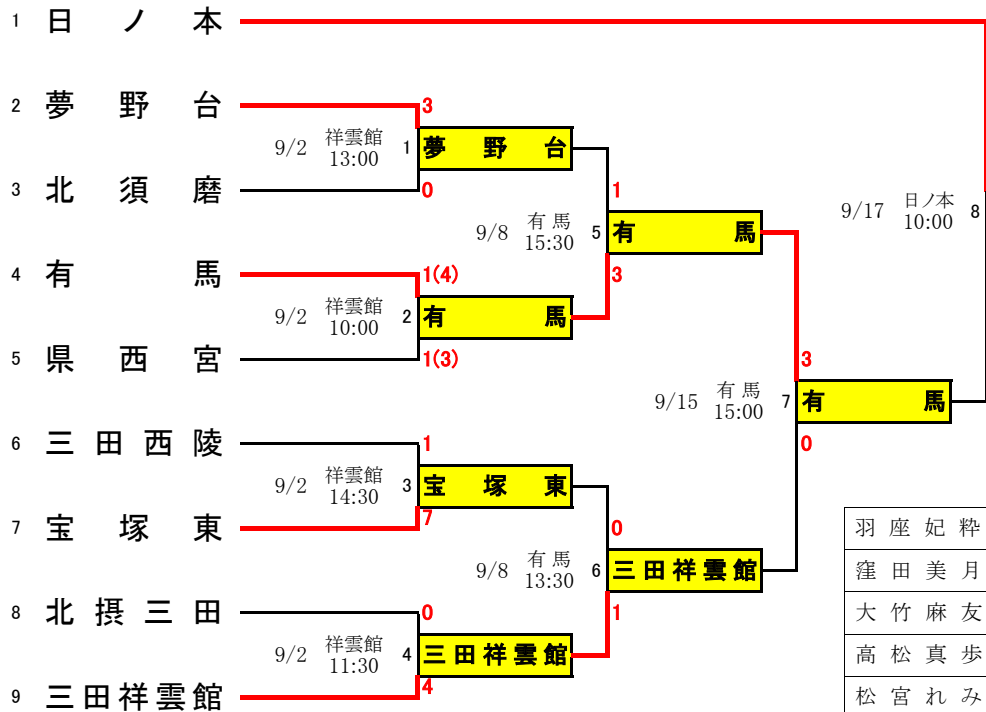 1 日ノ本
2 夢野台
3
9/2 祥雲館 13:00 1 夢野台
3 北須磨
0
1
9/8 有馬 15:30 5 有馬
3
4 有馬
1(4)
9/2 祥雲館 10:00 2 有馬
5 県西宮
1(3)
9/17 日ノ本 10:00 8
3
9/15 有馬 15:00 7 有馬
0
6 三田西陵
1
9/2 祥雲館 14:30 3 宝塚東
7 宝塚東
7
0
9/8 有馬 13:30 6 三田祥雲館
1
8 北摂三田
0
9/2 祥雲館 11:30 4 三田祥雲館
9 三田祥雲館
4
羽座妃粋
窪田美月
大竹麻友
高松真歩
松宮れみ